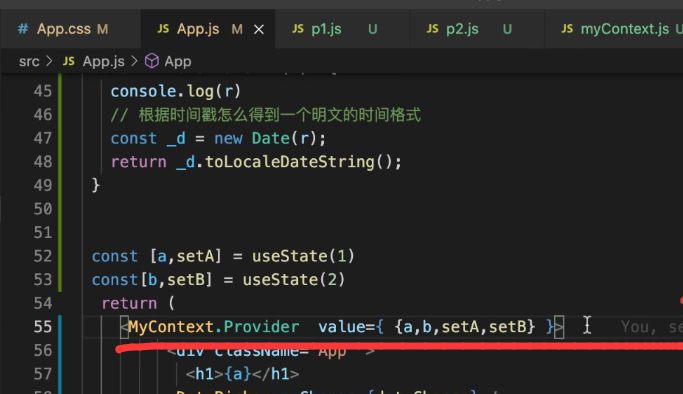 # App.css M JS App.js M × JS p1.js U JS p2.js U JS myContext.js U
src > JS App.js > App
45 console.log(r)
46 // 根据时间戳怎么得到一个明文的时间格式
47 const _d = new Date(r);
48 return _d.toLocaleDateString();
49 }
50
51
52 const [a,setA] = useState(1)
53 const[b,setB] = useState(2)
54 return (
55 <MyContext.Provider value={ {a,b,setA,setB} }> You, se
56 <div className="App">
57 <h1>{a}</h1>